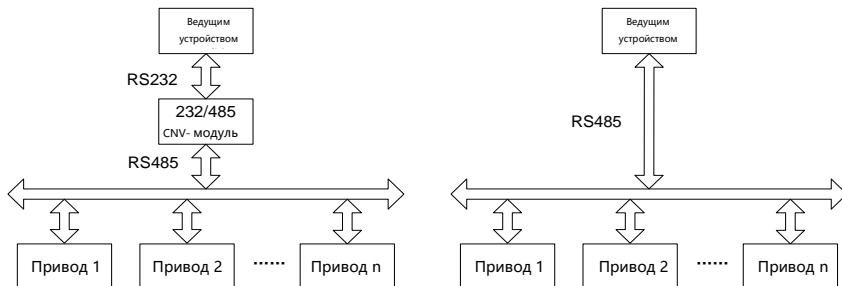 Ведущим
устройством
RS232
232/485
CNV- модуль
RS485
Привод 1
Привод 2
......
Привод n
Ведущим
устройством
RS485
Привод 1
Привод 2
......
Привод n